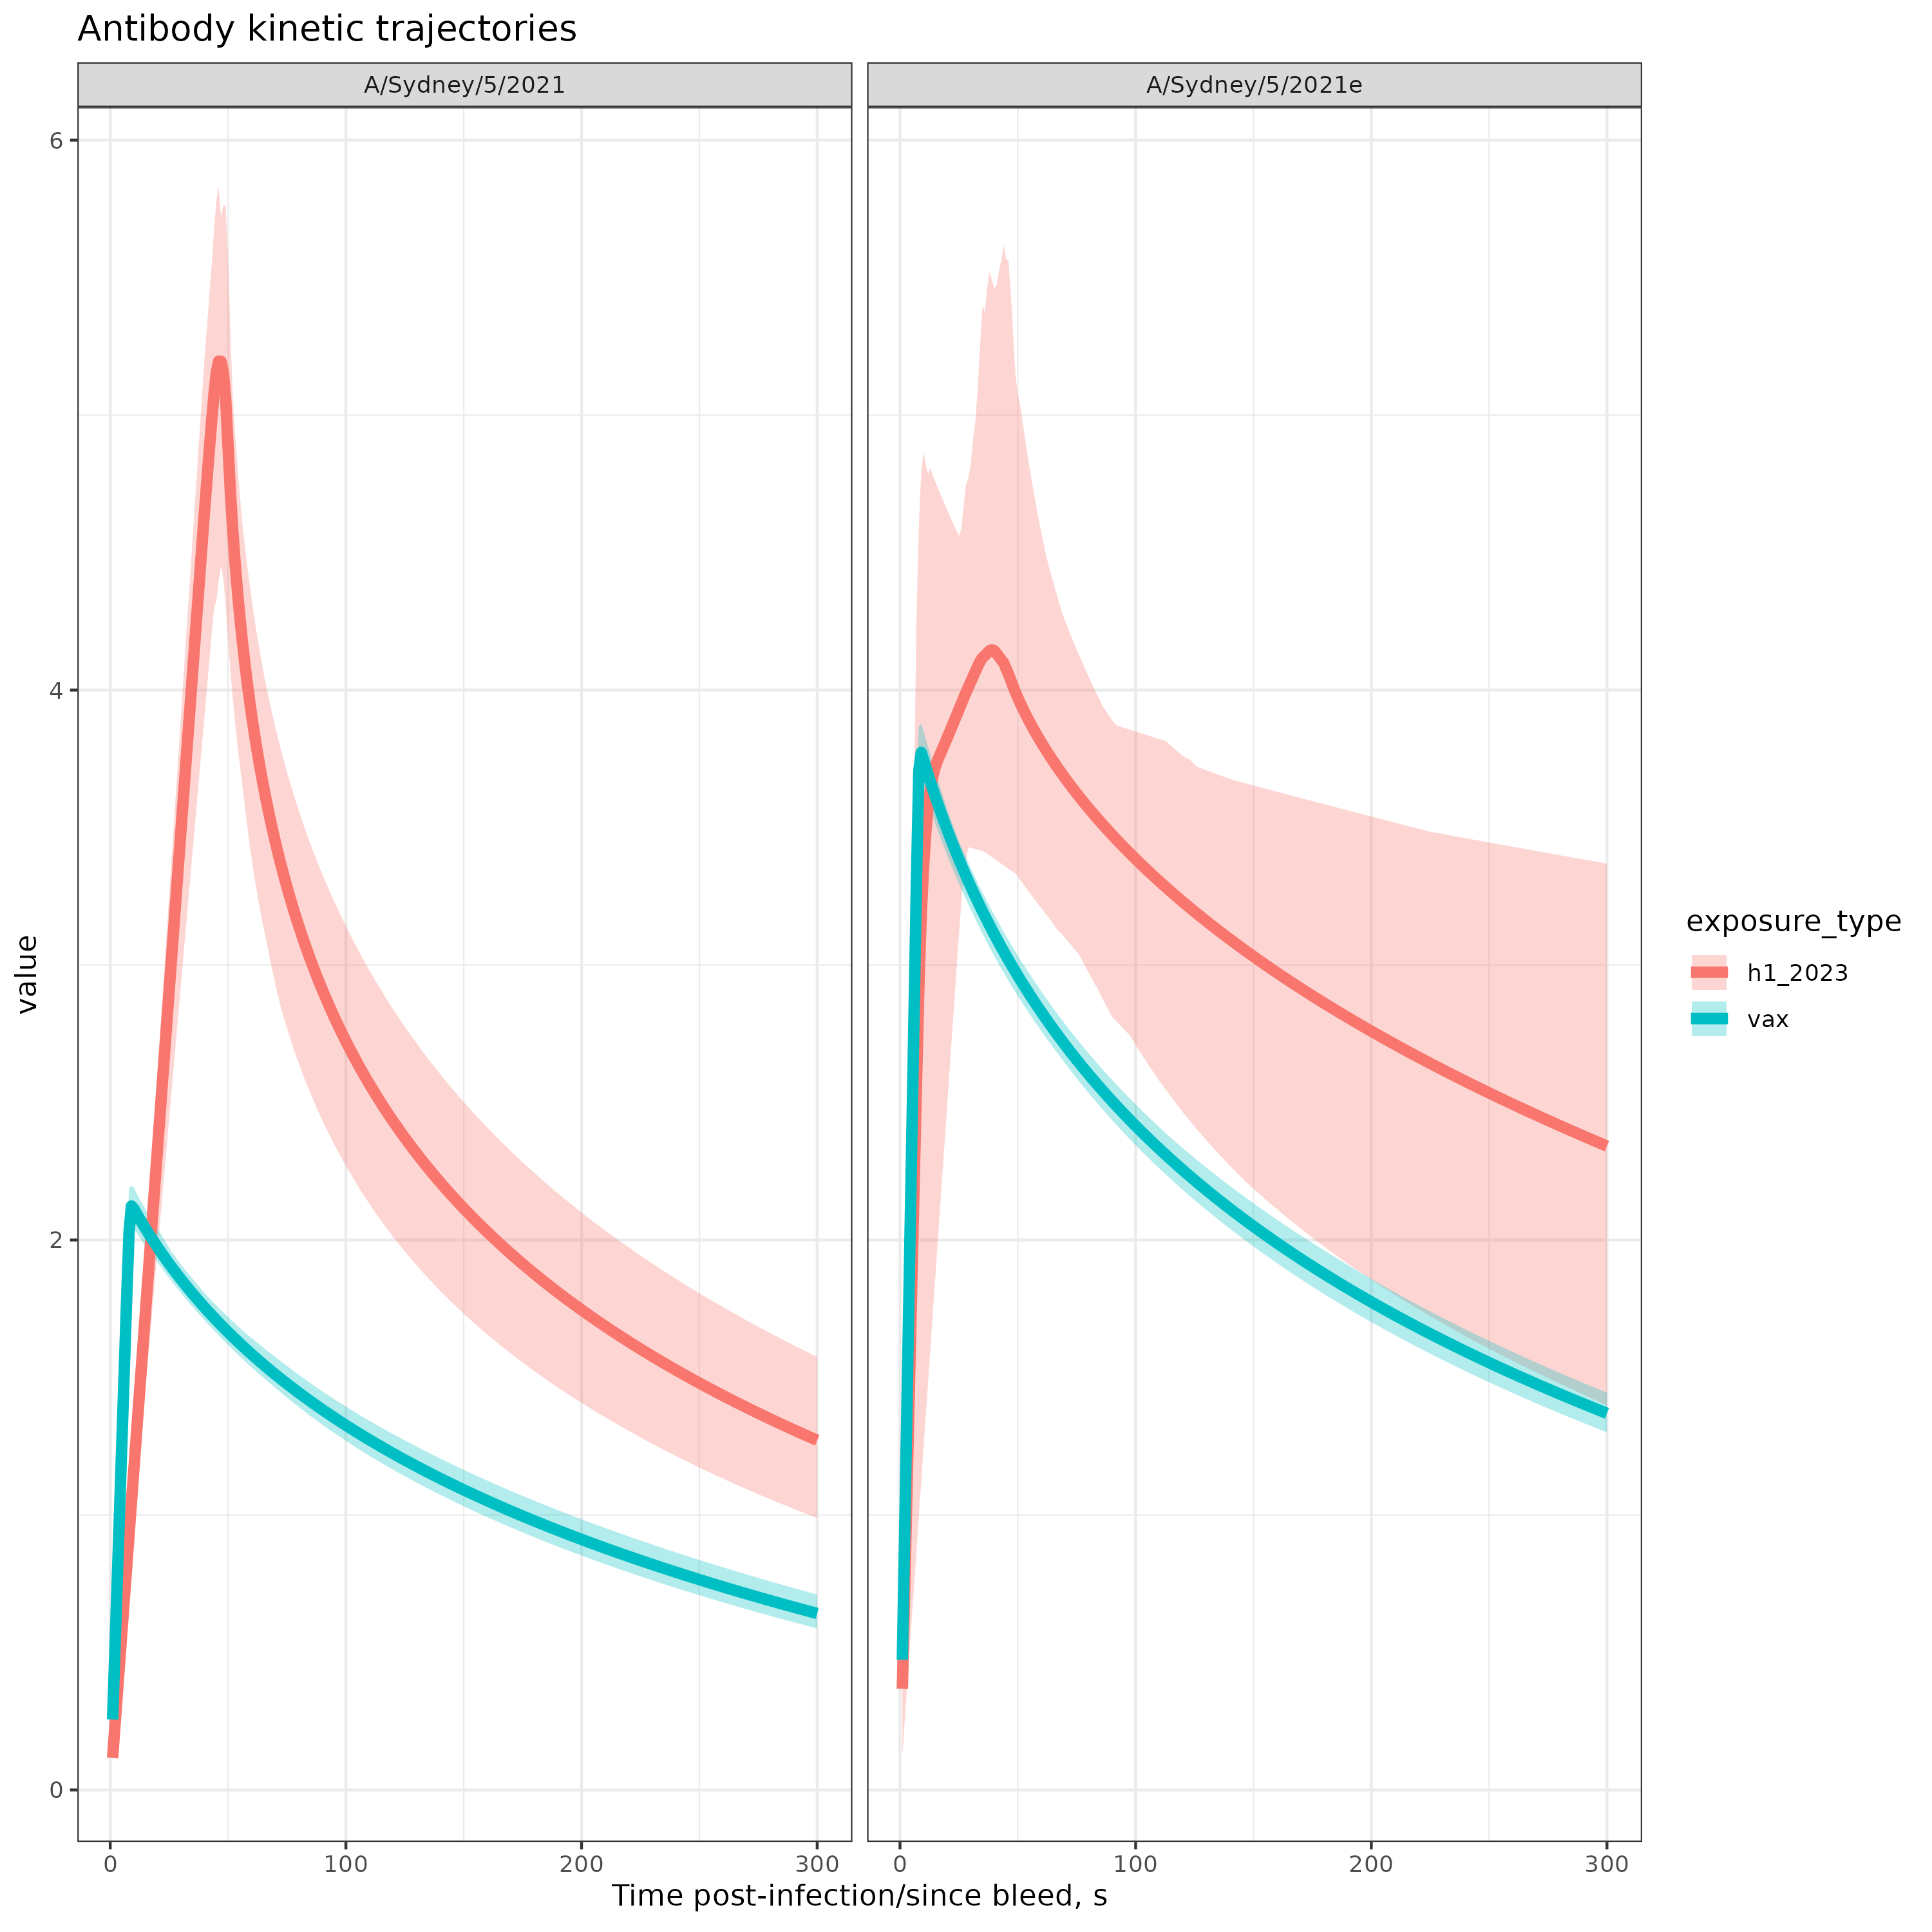 Antibody kinetic trajectories
A/Sydney/5/2021
A/Sydney/5/2021e
6
4
2
0
value
0 100 200 300
0 100 200 300
Time post-infection/since bleed, s
exposure_type
h1_2023
vax